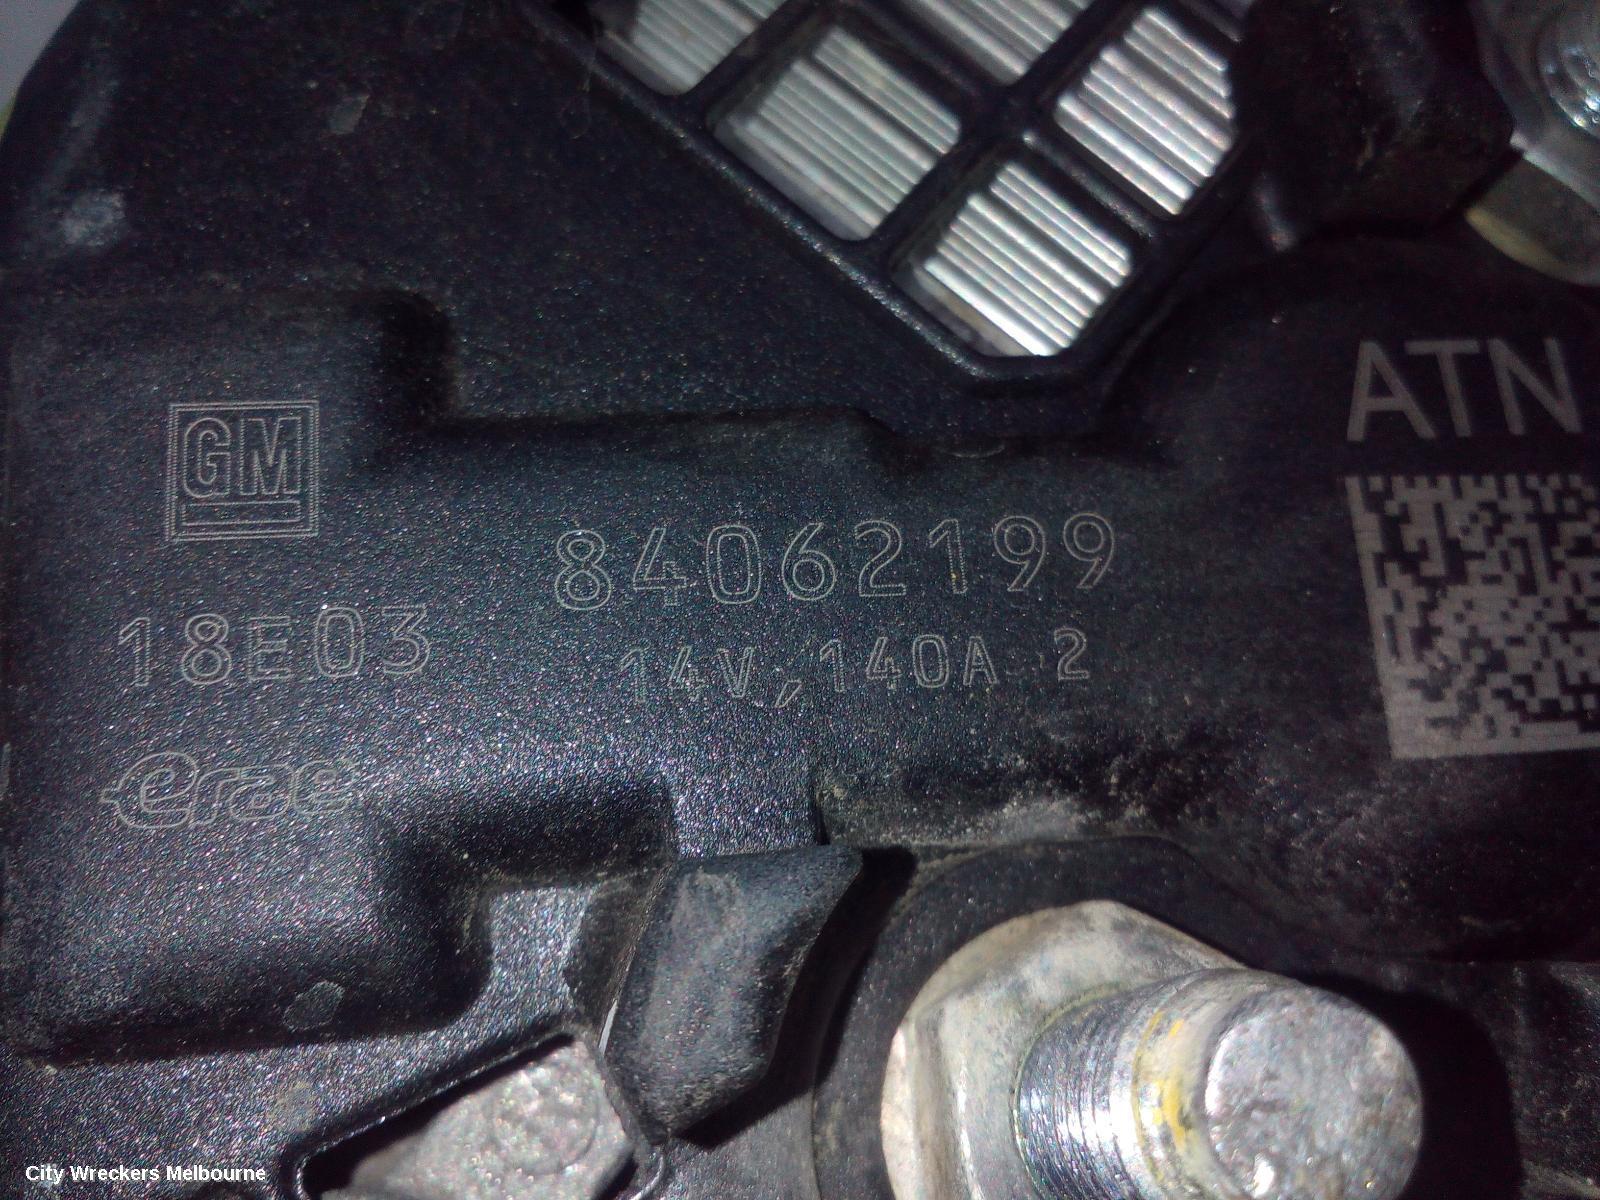 ATN
GM
84062199
18E03
14V,140A 2
erae
City Wreckers Melbourne